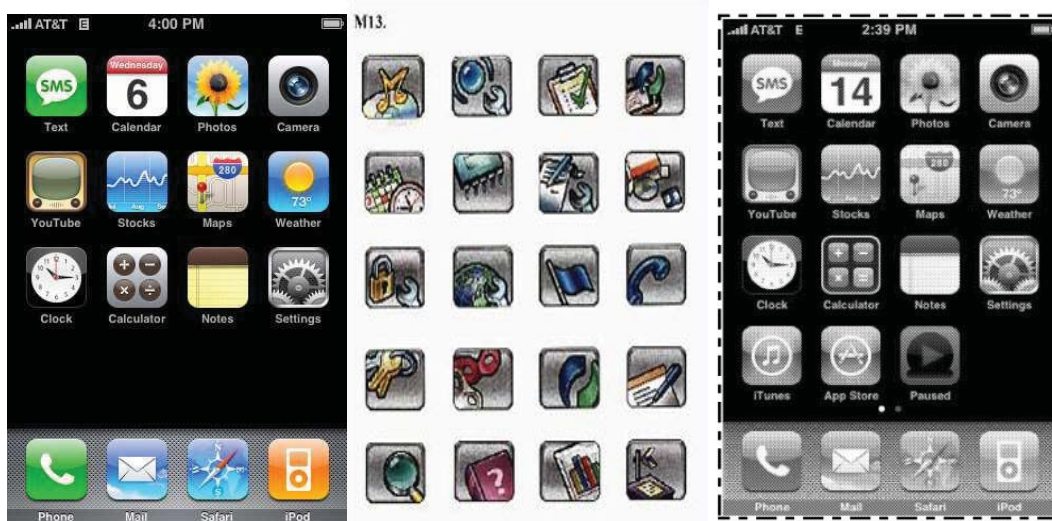 AT&T E 4:00 PM
SMS
Wednesday
6
280
73°
Text Calendar Photos Camera
YouTube Stocks Maps Weather
Clock Calculator Notes Settings
Phone Mail Safari iPod
M13.
?
AT&T E 2:39 PM
SMS
Monday
14
Text Calendar Photos Camera
280
73°
YouTube Stocks Maps Weather
Clock Calculator Notes Settings
iTunes App Store Paused
Phone Mail Safari iPod